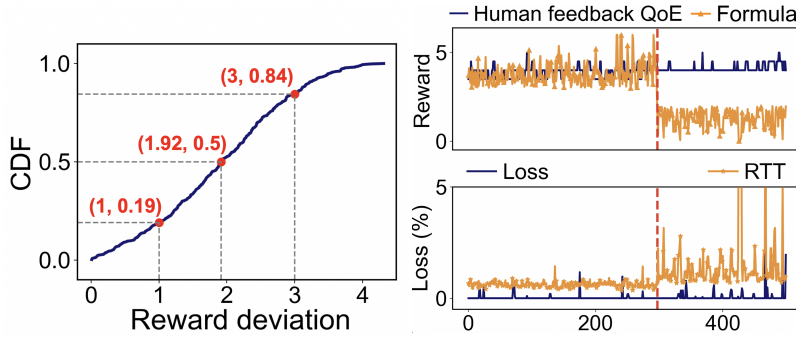 CDF
1.0
0.5
0.0
(3, 0.84)
(1.92, 0.5)
(1, 0.19)
0 1 2 3 4
Reward deviation
Human feedback QoE Formula
Reward
5
0
Loss RTT
Loss (%)
5
0
0 200 400